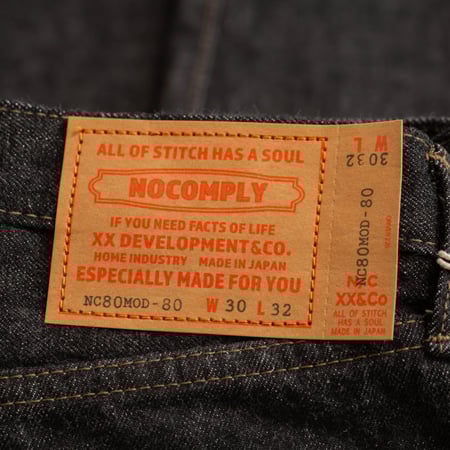 ALL OF STITCH HAS A SOUL
NOCOMPLY
IF YOU NEED FACTS OF LIFE
XX DEVELOPMENT&CO.
HOME INDUSTRY MADE IN JAPAN
ESPECIALLY MADE FOR YOU
NC80MOD-80 W 30 L 32
W L
30 32
NC80MOD-80
XX&Co
ALL OF STITCH
HAS A SOUL
MADE IN JAPAN